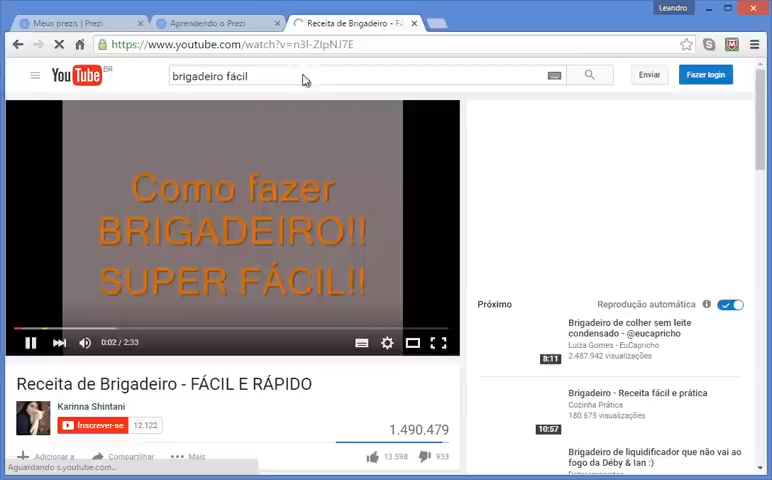 Leandro
Meus prezis | Prezi
Aprendendo o Prezi
Receita de Brigadeiro - FÁ
https://www.youtube.com/watch?v=n3l-ZIpNJ7E
YouTube BR
brigadeiro fácil
Enviar
Fazer login
Como fazer
BRIGADEIRO!!
SUPER FÁCIL!!
0:02 / 2:33
Receita de Brigadeiro - FÁCIL E RÁPIDO
Karinna Shintani
Inscrever-se
12.122
1.490.479
Adicionar a
Compartilhar
Mais
13.598
933
Aguardando s.youtube.com...
Próximo
Reprodução automática
Brigadeiro de colher sem leite
condensado - @eucapricho
Luiza Gomes - EuCapricho
2.487.942 visualizações
8:11
Brigadeiro - Receita fácil e prática
Cozinha Prática
180.675 visualizações
10:57
Brigadeiro de liquidificador que não vai ao
fogo da Déby & Ian :)